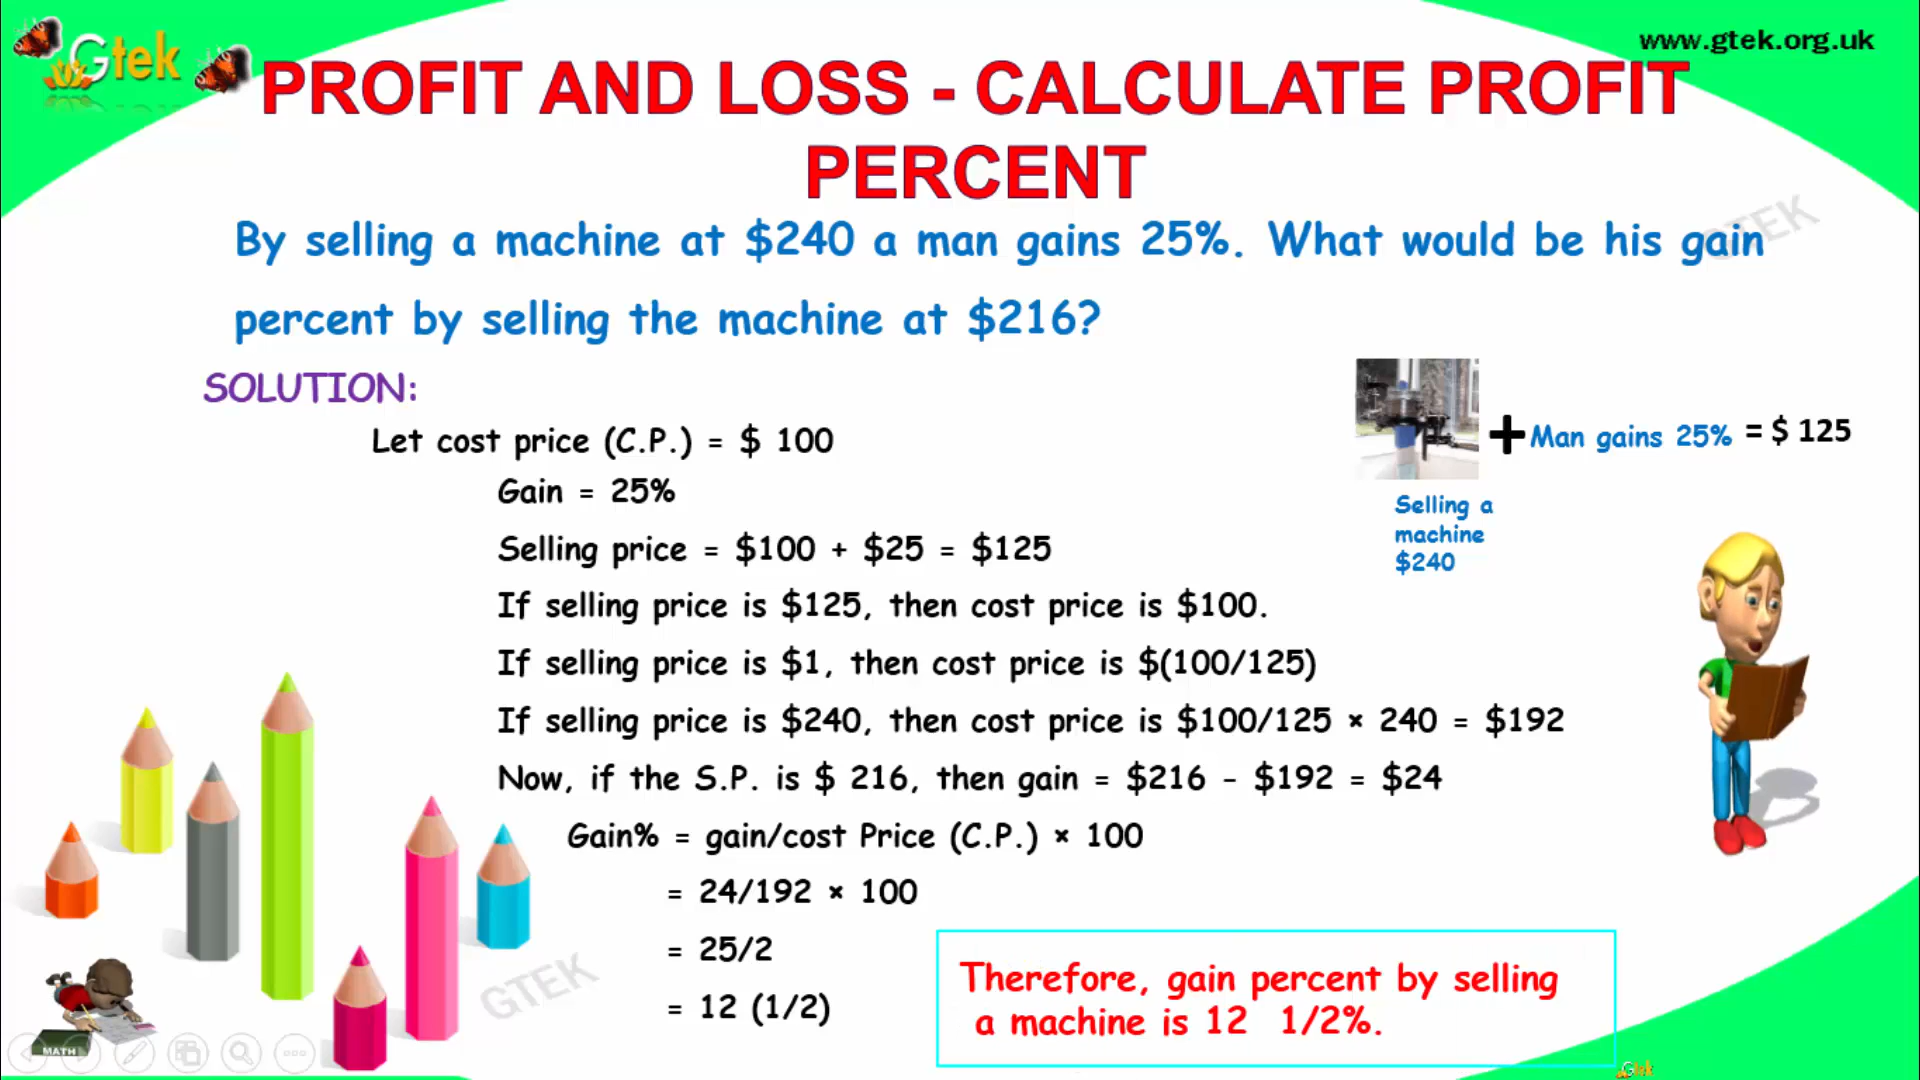 Gtek
www.gtek.org.uk
PROFIT AND LOSS - CALCULATE PROFIT
PERCENT
GTEK
By selling a machine at $240 a man gains 25%. What would be his gain
percent by selling the machine at $216?
SOLUTION:
Let cost price (C.P.) = $ 100
+ Man gains 25% = $ 125
Gain = 25%
Selling a
machine
$240
Selling price = $100 + $25 = $125
If selling price is $125, then cost price is $100.
If selling price is $1, then cost price is $(100/125)
If selling price is $240, then cost price is $100/125 × 240 = $192
Now, if the S.P. is $ 216, then gain = $216 - $192 = $24
Gain% = gain/cost Price (C.P.) × 100
= 24/192 × 100
= 25/2
= 12 (1/2)
GTEK
Therefore, gain percent by selling
a machine is 12 1/2%.
MATH
Gtek